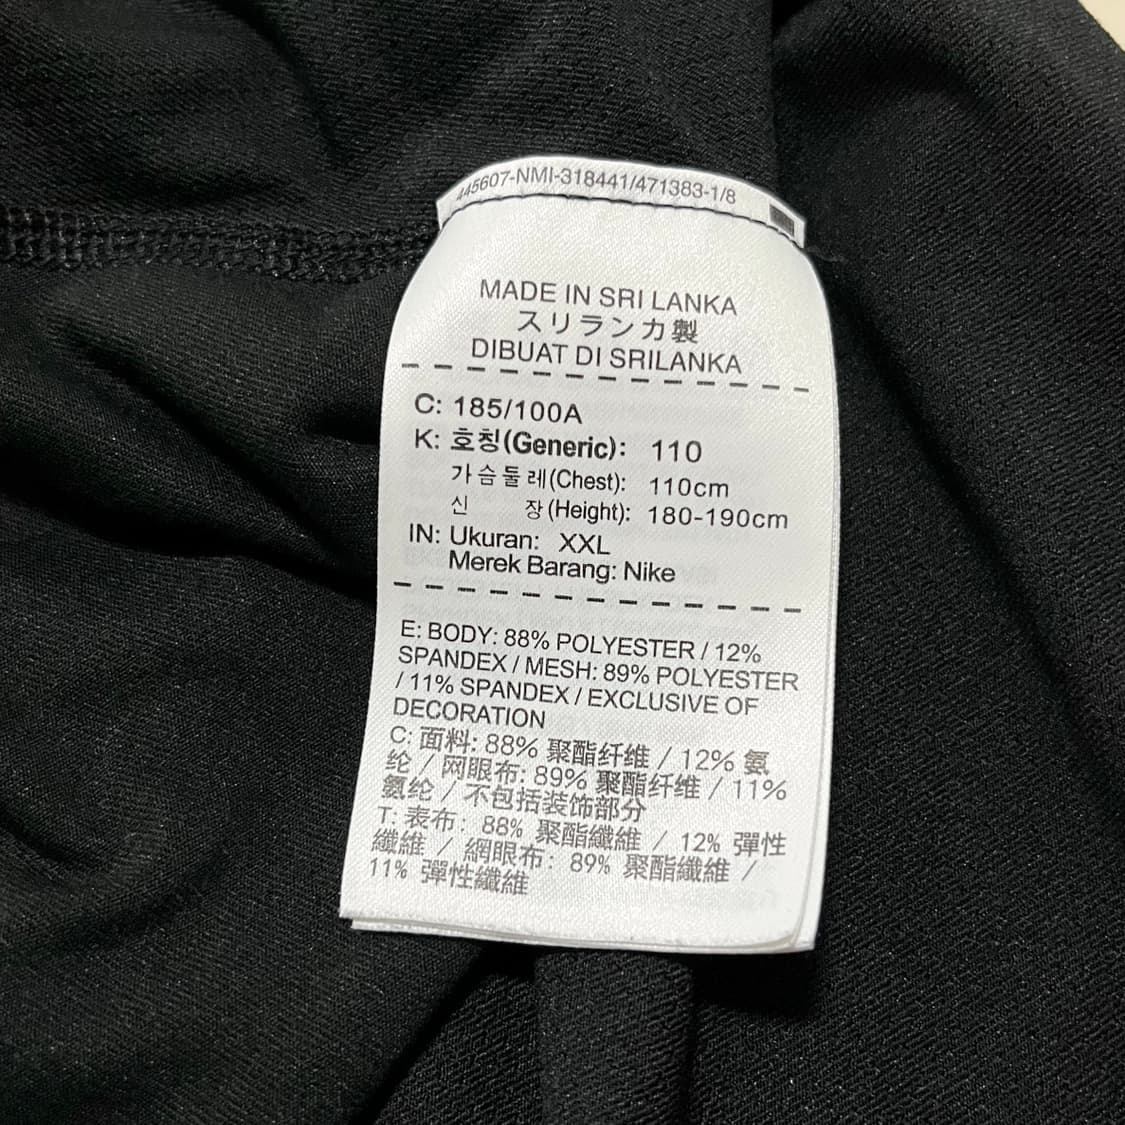 445607-NMI-318441/471383-1/8
MADE IN SRI LANKA
スリランカ製
DIBUAT DI SRILANKA
C: 185/100A
K: 호칭(Generic): 110
가슴둘레(Chest): 110cm
신 장(Height): 180-190cm
IN: Ukuran: XXL
Merek Barang: Nike
E: BODY: 88% POLYESTER / 12%
SPANDEX / MESH: 89% POLYESTER
/ 11% SPANDEX / EXCLUSIVE OF
DECORATION
C: 面料: 88% 聚酯纤维 / 12% 氨
纶 / 网眼布: 89% 聚酯纤维 / 11%
氨纶 / 不包括装饰部分
T: 表布: 88% 聚酯纖維 / 12% 彈性
纖維 / 網眼布: 89% 聚酯纖維 /
11% 彈性纖維